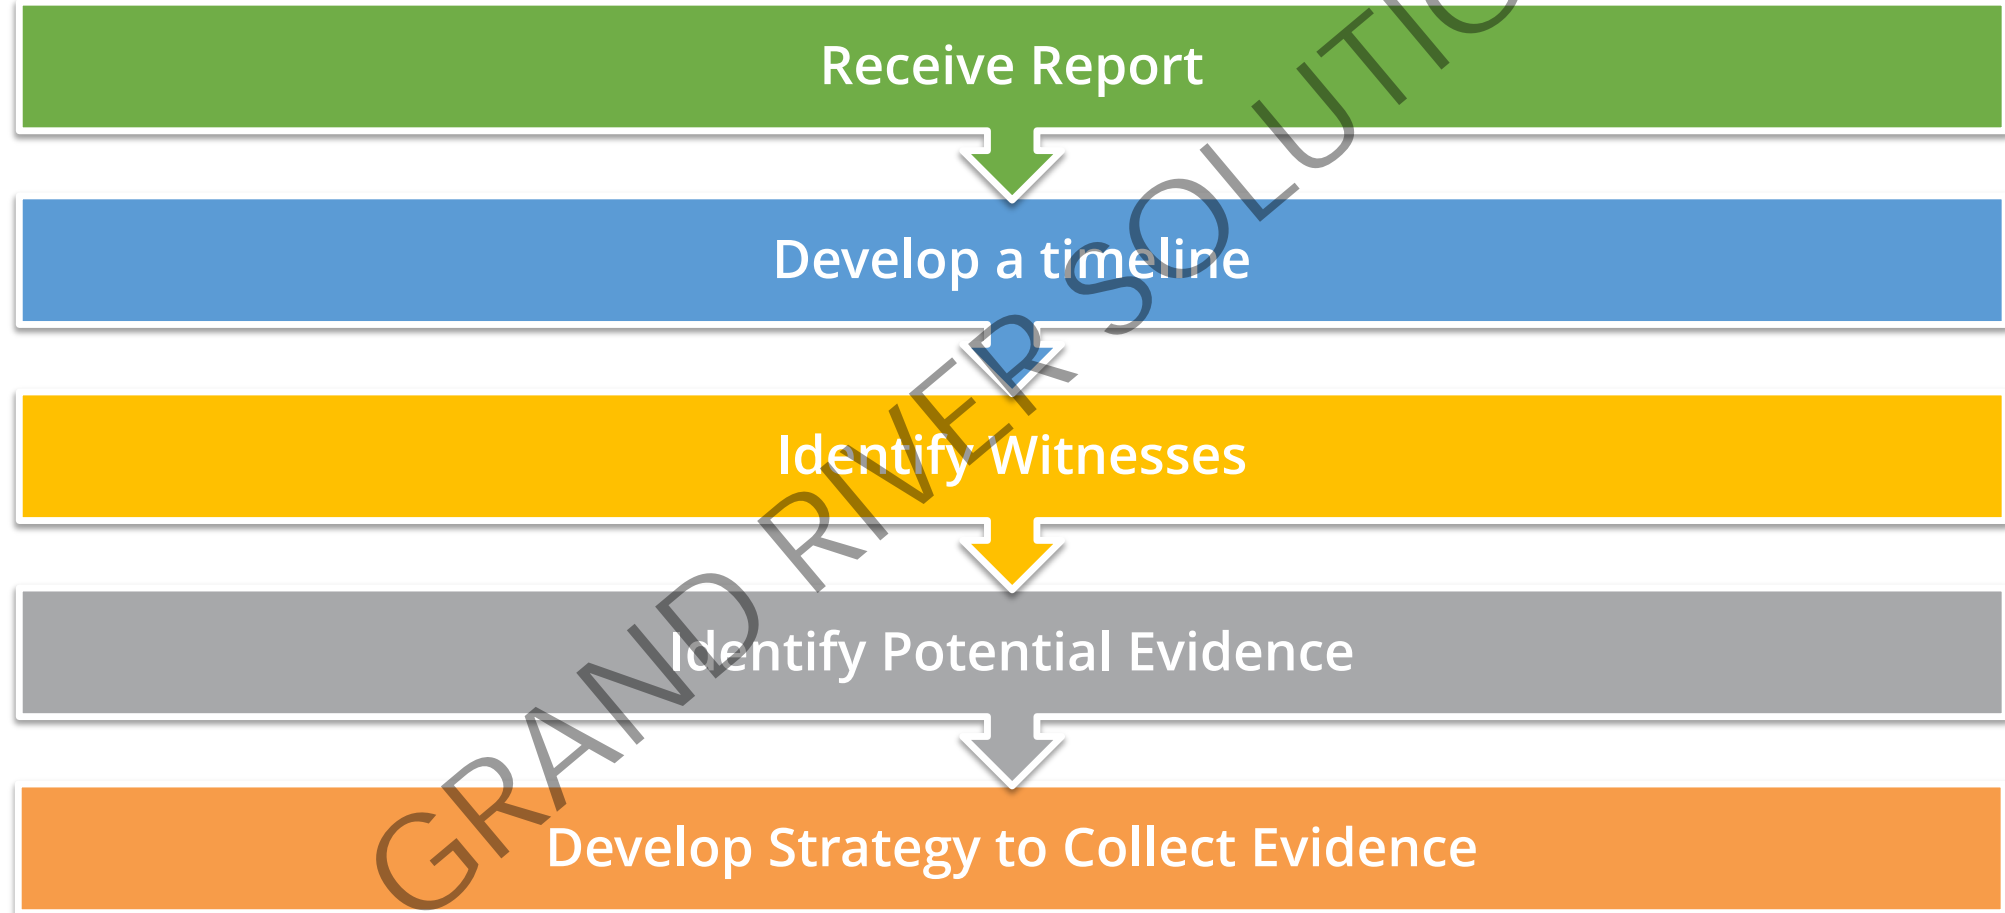 Receive Report
Develop a timeline
Identify Witnesses
Identify Potential Evidence
Develop Strategy to Collect Evidence
GRAND RIVER SOLUTIO